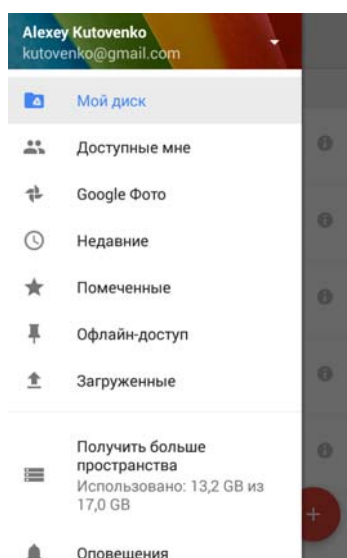 Alexey Kutovenko
kutovenko@gmail.com
Мой диск
Доступные мне
Google Фото
Недавние
Помеченные
Офлайн-доступ
Загруженные
Получить больше
пространства
Использовано: 13,2 GB из
17,0 GB
Оповещения